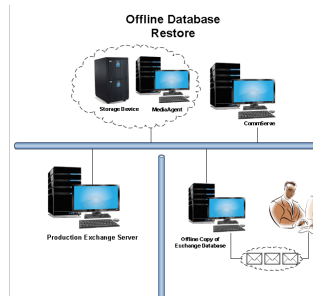 Offline Database
Restore
Storage Device
MediaAgent
CommServe
Production Exchange Server
Offline Copy of
Exchange Database